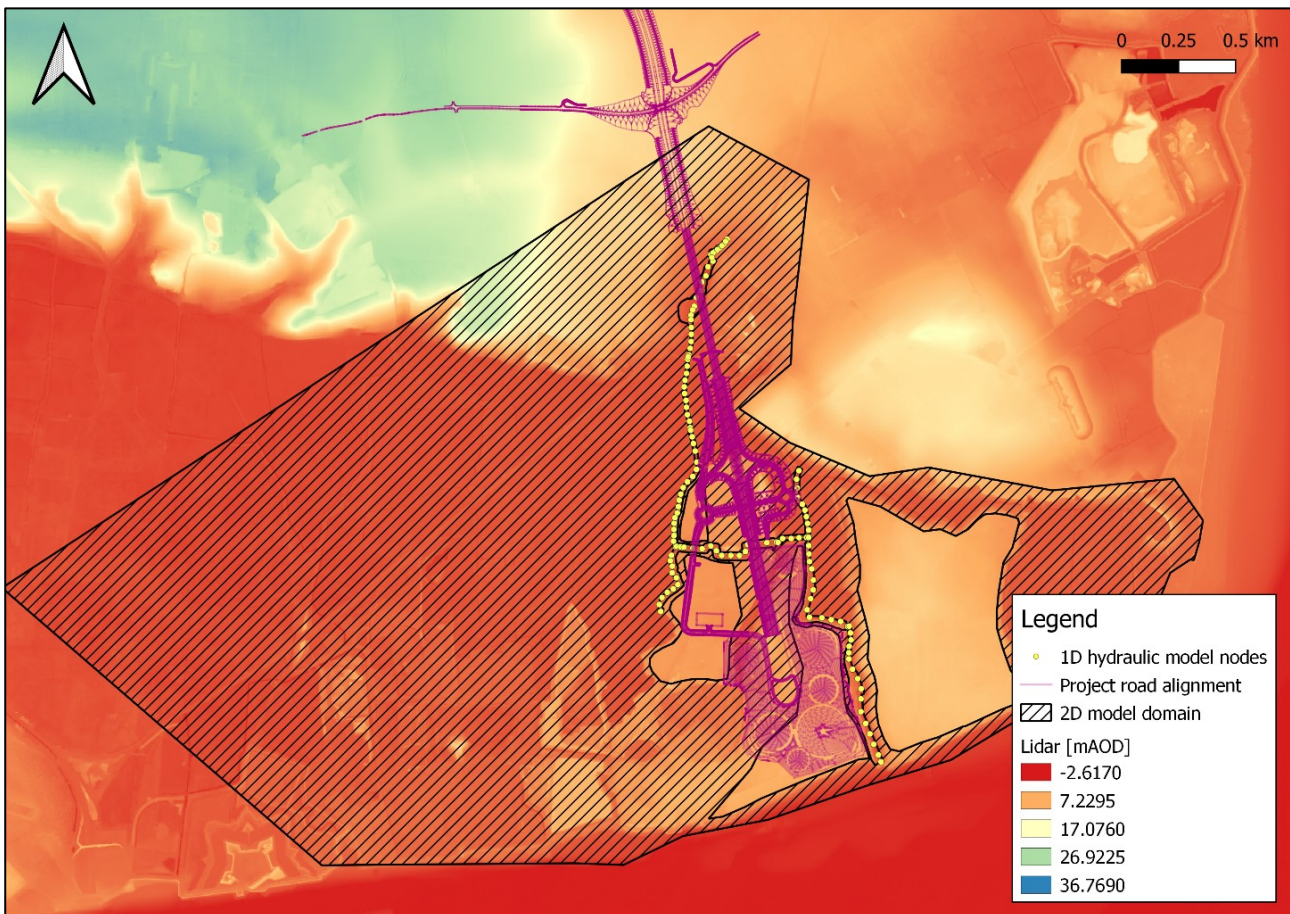 0 0.25 0.5 km
Legend
1D hydraulic model nodes
Project road alignment
2D model domain
Lidar [mAOD]
-2.6170
7.2295
17.0760
26.9225
36.7690